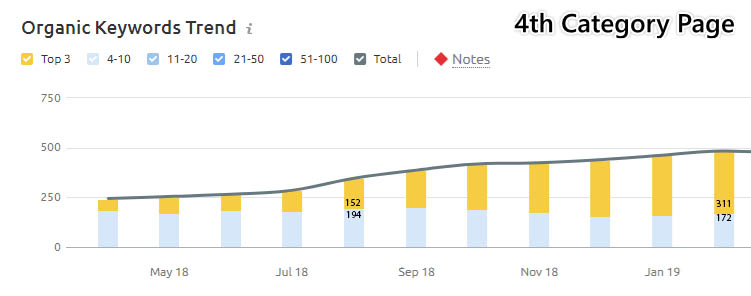 Organic Keywords Trend i
4th Category Page
Top 3 4-10 11-20 21-50 51-100 Total Notes
750
500
250
0
152
194
311
172
May 18 Jul 18 Sep 18 Nov 18 Jan 19